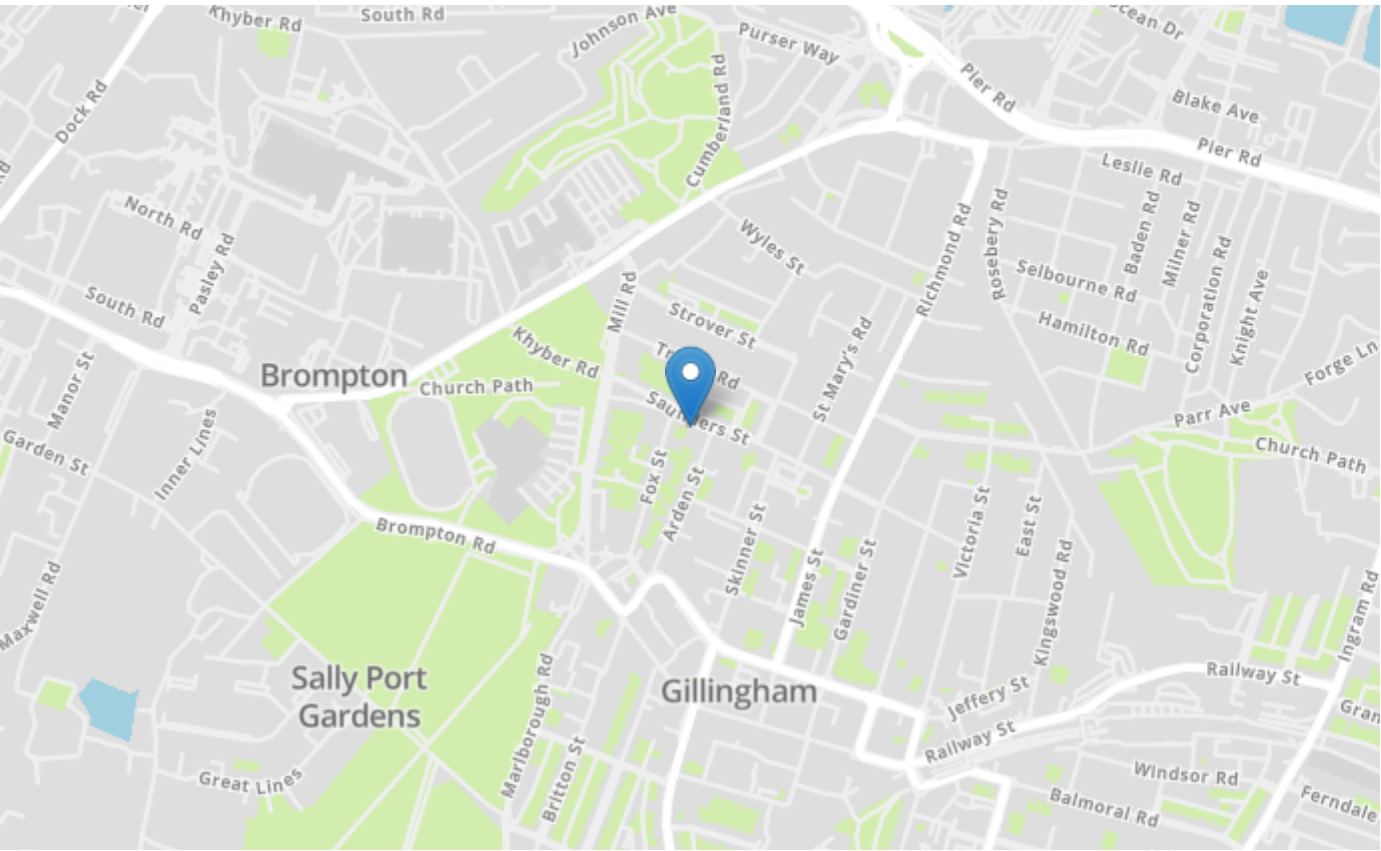 Khyber Rd
South Rd
Johnson Ave
Purser Way
Dock Rd
Cumberland Rd
Pier Rd
Blake Ave
Pier Rd
Leslie Rd
North Rd
Pasley Rd
Wyles St
Richmond Rd
Rosebery Rd
Baden Rd
Milner Rd
Selbourne Rd
Corporation Rd
Knight Ave
South Rd
Mill Rd
Strover St
Hamilton Rd
Khyber Rd
Rd
St Mary's Rd
Forge Ln
Manor St
Brompton
Church Path
Saunders St
Parr Ave
Church Path
Garden St
Inner Lines
Fox St
Arden St
Brompton Rd
Skinner St
Victoria St
East St
James St
Gardiner St
Kingswood Rd
Maxwell Rd
Ingram Rd
Sally Port
Gardens
Gillingham
Marlborough Rd
Jeffery St
Railway St
Railway St
Britton St
Great Lines
Windsor Rd
Balmoral Rd
Ferndale